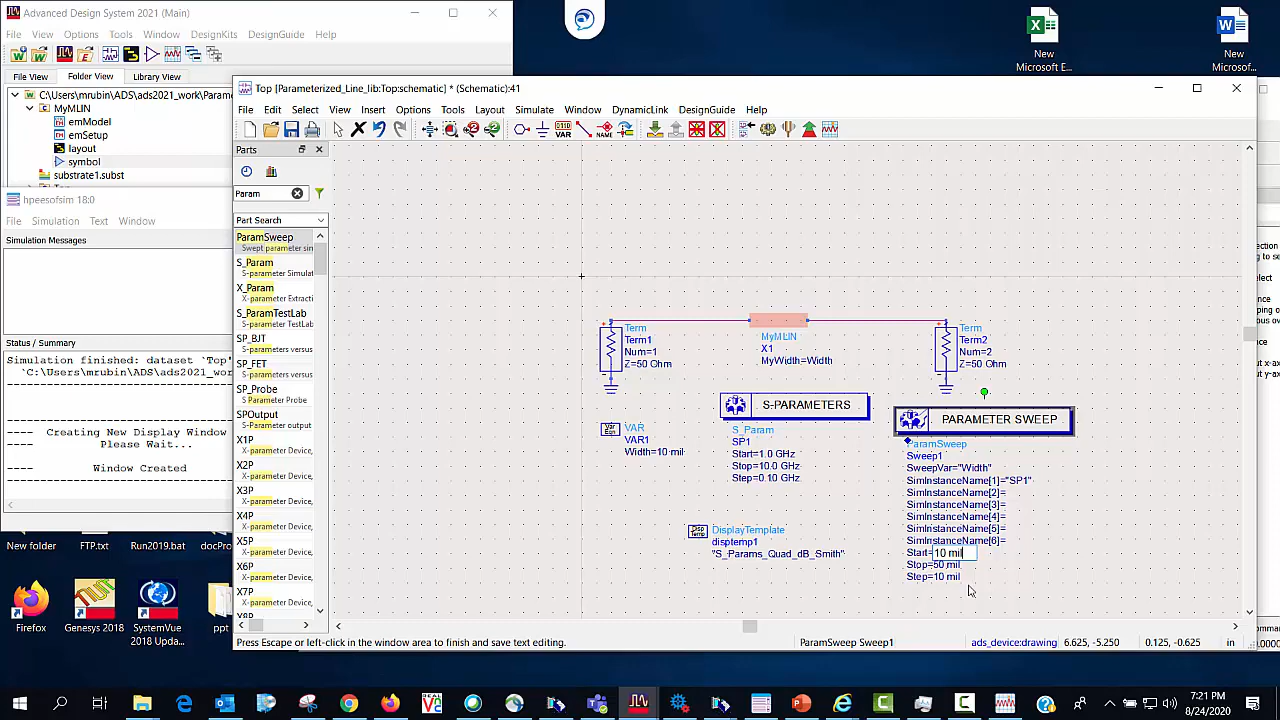 Advanced Design System 2021 (Main)
File View Options Tools Window DesignKits DesignGuide Help
File View Folder View Library View
C:\Users\mrubin\ADS\ads2021_work\Parame
MyMLIN
emModel
emSetup
layout
symbol
substrate1.subst
hpeesofsim 18:0
File Simulation Text Window
Simulation Messages
Status / Summary
Simulation finished: dataset `Top'
`C:\Users\mrubin\ADS\ads2021_wor
---- Creating New Display Window
---- Please Wait...
---- Window Created
Top [Parameterized_Line_lib:Top:schematic] * (Schematic):41
File Edit Select View Insert Options Tools Layout Simulate Window DynamicLink DesignGuide Help
VAR
NAME
Parts
Param
Part Search
ParamSweep
Swept parameter sim
S_Param
S-parameter Simulat
X_Param
X-parameter Extracti
S_ParamTestLab
S-parameter TestLab
SP_BJT
S-parameters versus
SP_FET
S-parameters versus
SP_Probe
S Parameter Probe
SPOutput
S-parameter output
X1P
X-parameter Device,
X2P
X-parameter Device,
X3P
X-parameter Device,
X4P
X-parameter Device,
X5P
X-parameter Device,
X6P
X-parameter Device,
X7P
X-parameter Device,
X8P
Term
Term1
Num=1
Z=50 Ohm
MyMLIN
X1
MyWidth=Width
Term
Term2
Num=2
Z=50 Ohm
S-PARAMETERS
S_Param
SP1
Start=1.0 GHz
Stop=10.0 GHz
Step=0.10 GHz
Var
Eqn
VAR
VAR1
Width=10 mil
PARAMETER SWEEP
ParamSweep
Sweep1
SweepVar="Width"
SimInstanceName[1]="SP1"
SimInstanceName[2]=
SimInstanceName[3]=
SimInstanceName[4]=
SimInstanceName[5]=
SimInstanceName[6]=
Start=10 mil
Stop=50 mil
Step=10 mil
Disp
Temp
DisplayTemplate
disptemp1
"S_Params_Quad_dB_Smith"
Press Escape or left-click in the window area to finish and save text editing.
ParamSweep Sweep1
ads_device:drawing 6.625, -5.250 0.125, -0.625 in
New
Microsoft E...
New
Microsof...
New folder
FTP.txt
Run2019.bat
docPro
Firefox
Genesys 2018
SystemVue
2018 Upda...
ppt
7:21 PM
8/24/2020